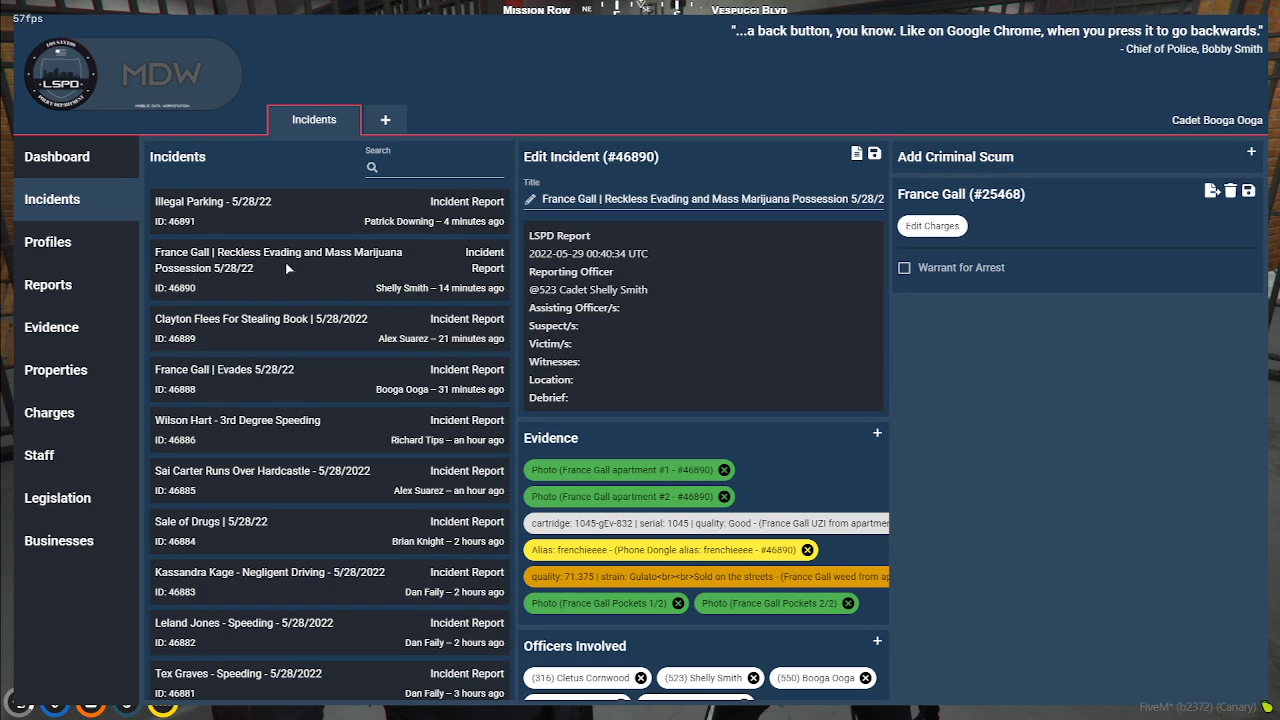 57fps
Mission Row NE SE Vespucci Blvd
"...a back button, you know. Like on Google Chrome, when you press it to go backwards."
- Chief of Police, Bobby Smith
LOS SANTOS
LSPD
POLICE DEPARTMENT
MDW
MOBILE DATA WORKSTATION
Incidents
+
Cadet Booga Ooga
Dashboard
Incidents
Profiles
Reports
Evidence
Properties
Charges
Staff
Legislation
Businesses
Incidents
Search
Illegal Parking - 5/28/22 Incident Report
ID: 46891 Patrick Downing – 4 minutes ago
France Gall | Reckless Evading and Mass Marijuana Incident
Possession 5/28/22 Report
ID: 46890 Shelly Smith – 14 minutes ago
Clayton Flees For Stealing Book | 5/28/2022 Incident Report
ID: 46889 Alex Suarez – 21 minutes ago
France Gall | Evades 5/28/22 Incident Report
ID: 46888 Booga Ooga – 31 minutes ago
Wilson Hart - 3rd Degree Speeding Incident Report
ID: 46886 Richard Tips – an hour ago
Sai Carter Runs Over Hardcastle - 5/28/2022 Incident Report
ID: 46885 Alex Suarez – an hour ago
Sale of Drugs | 5/28/22 Incident Report
ID: 46884 Brian Knight – 2 hours ago
Kassandra Kage - Negligent Driving - 5/28/22 Incident Report
ID: 46883 Dan Faily – 2 hours ago
Leland Jones - Speeding - 5/28/22 Incident Report
ID: 46882 Dan Faily – 2 hours ago
Tex Graves - Speeding - 5/28/22 Incident Report
ID: 46881 Dan Faily – 3 hours ago
Edit Incident (#46890)
Title
France Gall | Reckless Evading and Mass Marijuana Possession 5/28/2
LSPD Report
2022-05-29 00:40:34 UTC
Reporting Officer
@523 Cadet Shelly Smith
Assisting Officer/s:
Suspect/s:
Victim/s:
Witnesses:
Location:
Debrief:
Evidence
+
Photo (France Gall apartment #1 - #46890)
Photo (France Gall apartment #2 - #46890)
cartridge: 1045-gEv-832 | serial: 1045 | quality: Good - (France Gall UZI from apartmen
Alias: frenchieeee - (Phone Dongle alias: frenchieeee - #46890)
quality: 71.375 | strain: Gulato<br><br>Sold on the streets - (France Gall weed from ap
Photo (France Gall Pockets 1/2) Photo (France Gall Pockets 2/2)
Officers Involved
+
(316) Cletus Cornwood (523) Shelly Smith (550) Booga Ooga
Add Criminal Scum
+
France Gall (#25468)
Edit Charges
Warrant for Arrest
FiveM* (b2372) (Canary)